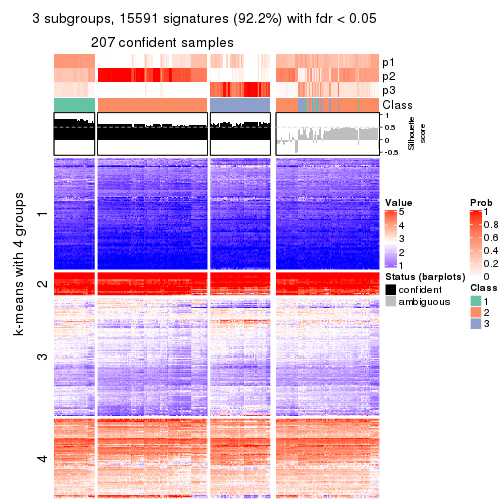 3 subgroups, 15591 signatures (92.2%) with fdr < 0.05
207 confident samples
p1
p2
p3
Class
1
0.5
0
-0.5
Silhouette
score
k-means with 4 groups
1
2
3
4
Value
5
4
3
2
1
Status (barplots)
confident
ambiguous
Prob
1
0.8
0.6
0.4
0.2
0
Class
1
2
3